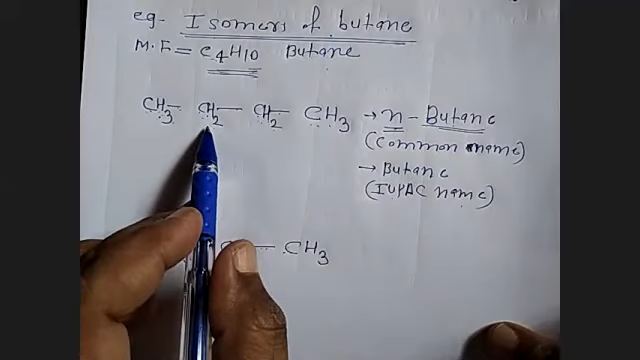 eg- Isomers of butane
M.F = C4H10 Butane
CH3 — CH2 — CH2 — CH3 → n - Butane
(Common name)
→ Butane
(IUPAC name)
— CH3